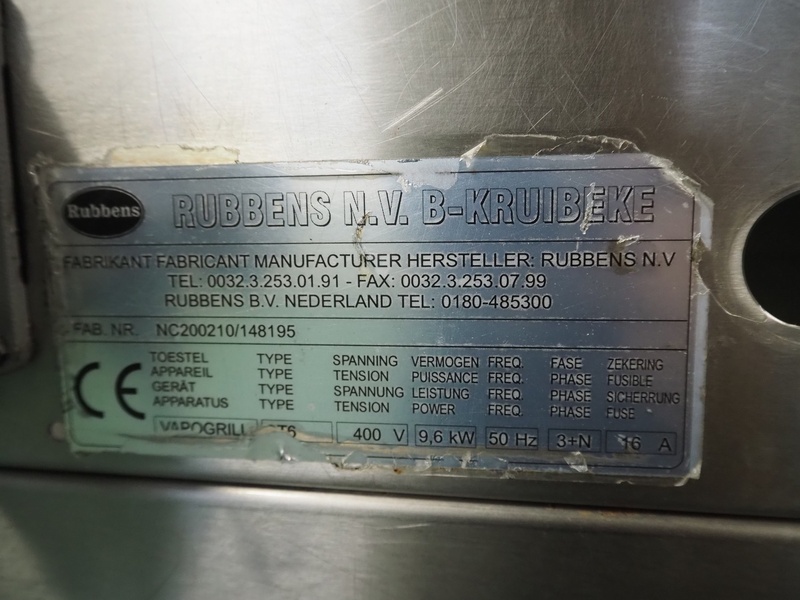 Rubbens RUBBENS N.V. B-KRUIBEKE
FABRIKANT FABRICANT MANUFACTURER HERSTELLER: RUBBENS N.V
TEL: 0032.3.253.01.91 - FAX: 0032.3.253.07.99
RUBBENS B.V. NEDERLAND TEL: 0180-485300
FAB. NR. NC200210/148195
CE
TOESTEL TYPE SPANNING VERMOGEN FREQ. FASE ZEKERING
APPAREIL TYPE TENSION PUISSANCE FREQ. PHASE FUSIBLE
GERÄT TYPE SPANNUNG LEISTUNG FREQ. PHASE SICHERRUNG
APPARATUS TYPE TENSION POWER FREQ. PHASE FUSE
VAPOGRILL 400 V 9,6 kW 50 Hz 3+N 16 A